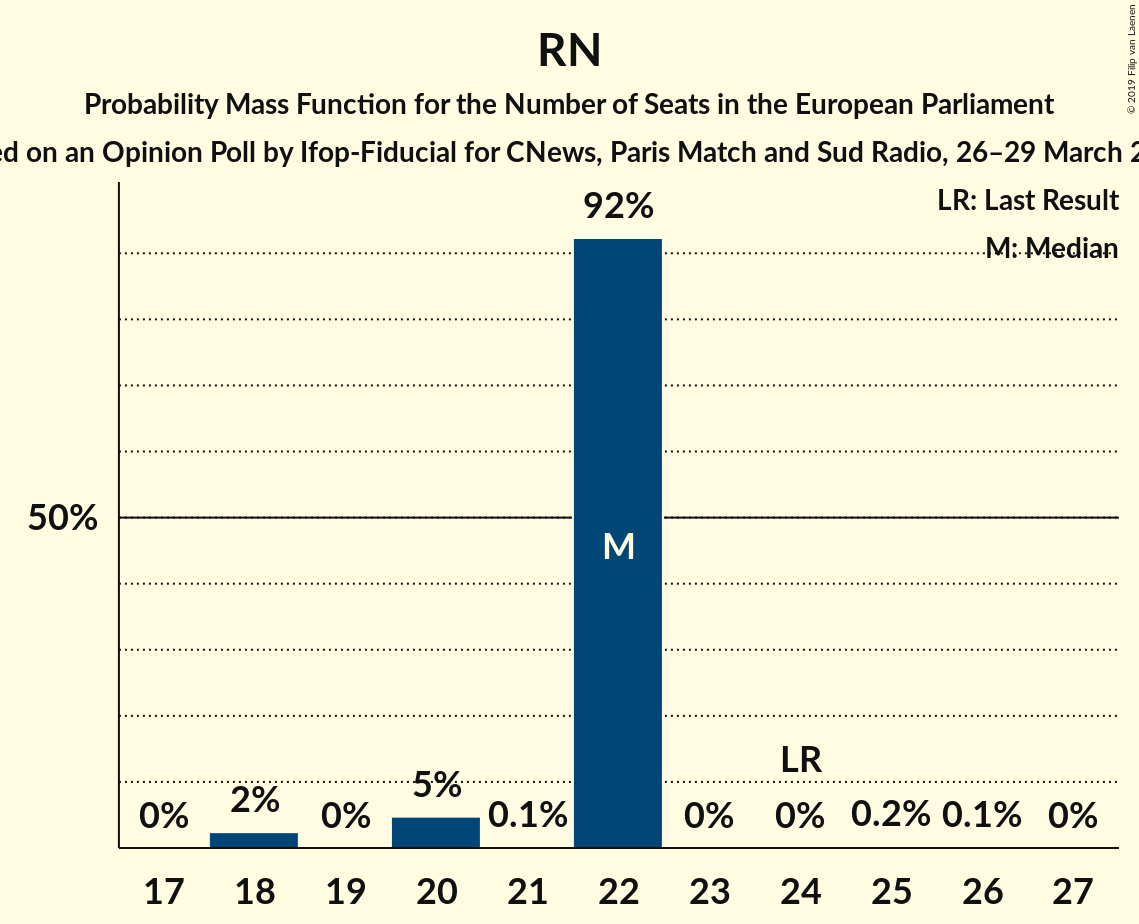 © 2019 Filip van Laenen
RN
Probability Mass Function for the Number of Seats in the European Parliament
on an Opinion Poll by Ifop-Fiducial for CNews, Paris Match and Sud Radio, 26–29 March
LR: Last Result
M: Median
92%
50%
M
LR
0% 2% 0% 5% 0.1% 0% 0% 0.2% 0.1% 0%
17 18 19 20 21 22 23 24 25 26 27